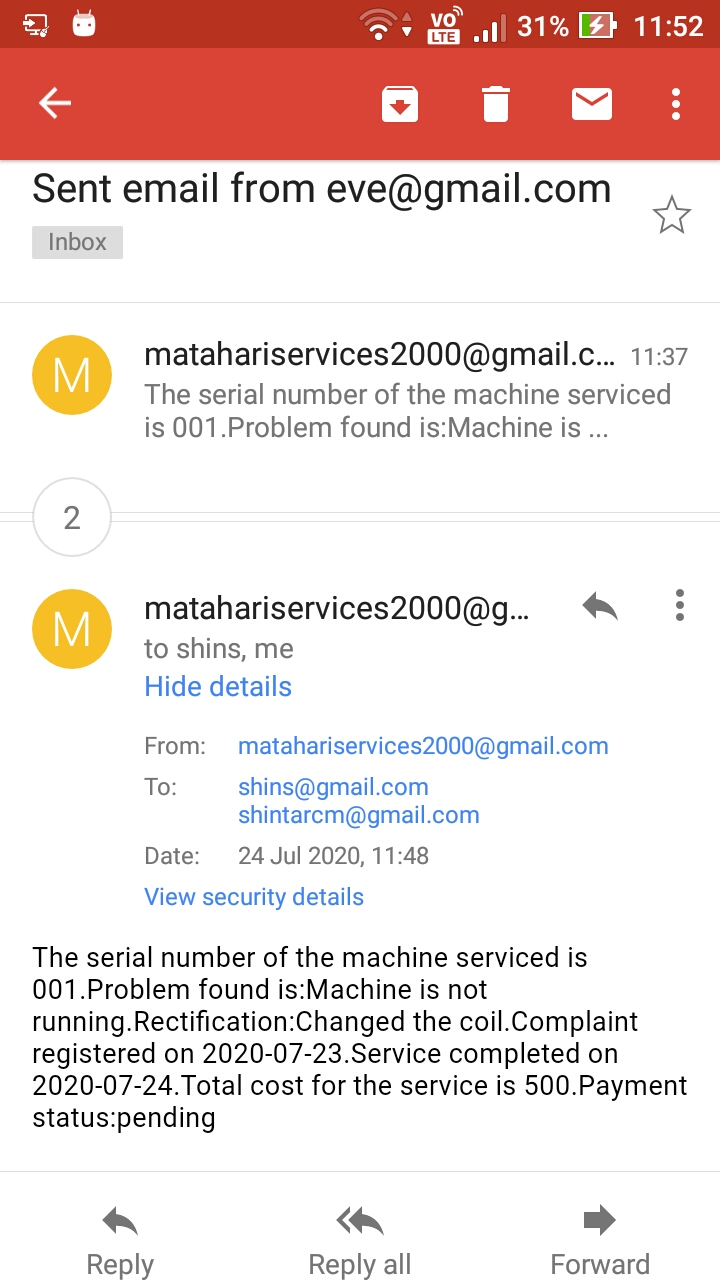 VO LTE 31% 11:52
Sent email from eve@gmail.com
Inbox
M
matahariservices2000@gmail.c... 11:37
The serial number of the machine serviced
is 001.Problem found is:Machine is ...
2
M
matahariservices2000@g...
to shins, me
Hide details
From: matahariservices2000@gmail.com
To: shins@gmail.com
shintarcm@gmail.com
Date: 24 Jul 2020, 11:48
View security details
The serial number of the machine serviced is
001.Problem found is:Machine is not
running.Rectification:Changed the coil.Complaint
registered on 2020-07-23.Service completed on
2020-07-24.Total cost for the service is 500.Payment
status:pending
Reply Reply all Forward